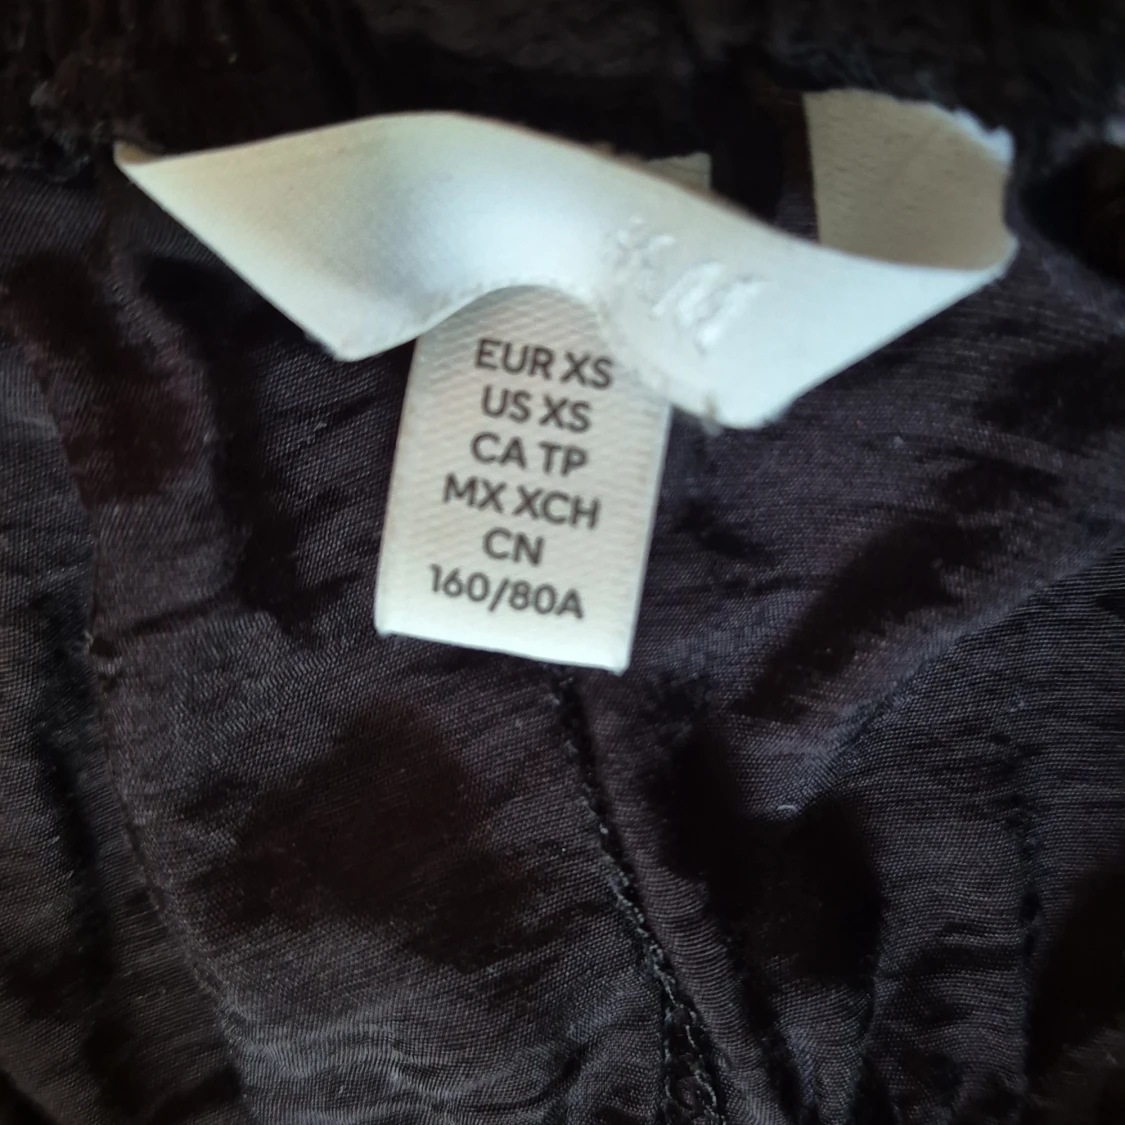 EUR XS
US XS
CA TP
MX XCH
CN
160/80A